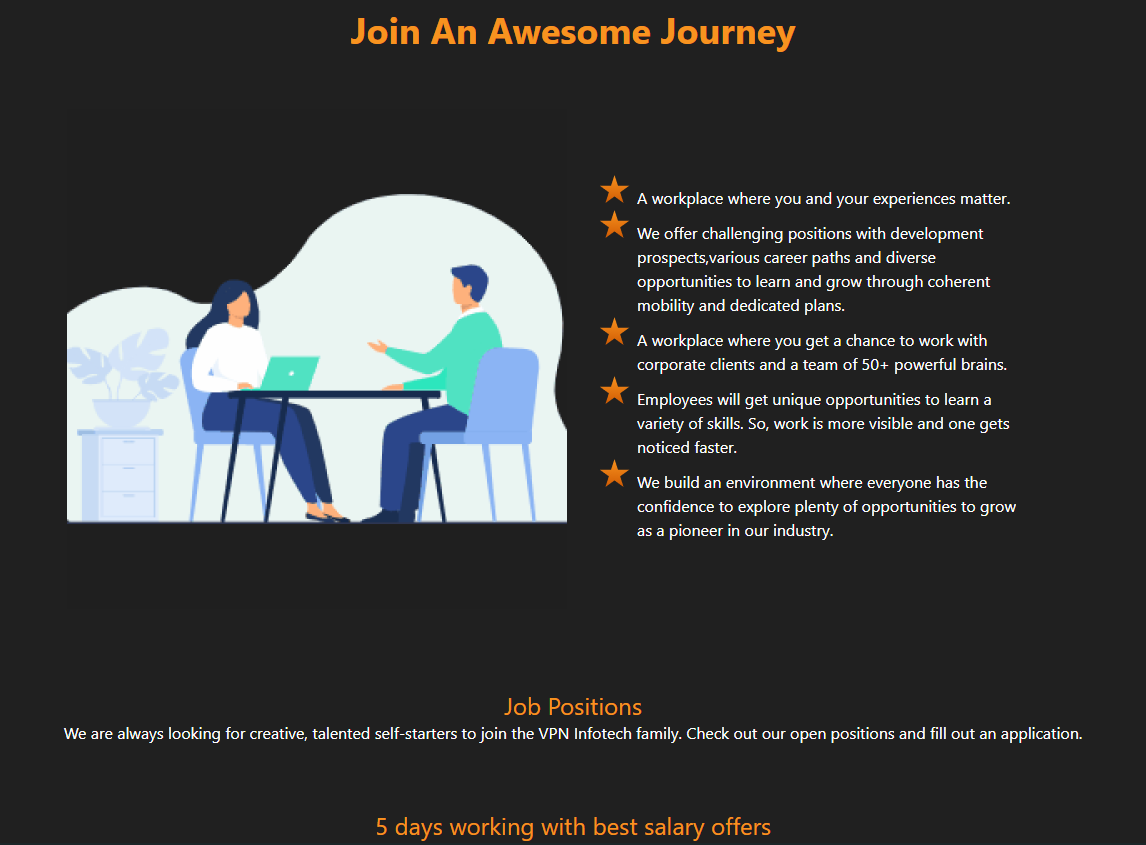 Join An Awesome Journey
A workplace where you and your experiences matter.
We offer challenging positions with development
prospects,various career paths and diverse
opportunities to learn and grow through coherent
mobility and dedicated plans.
A workplace where you get a chance to work with
corporate clients and a team of 50+ powerful brains.
Employees will get unique opportunities to learn a
variety of skills. So, work is more visible and one gets
noticed faster.
We build an environment where everyone has the
confidence to explore plenty of opportunities to grow
as a pioneer in our industry.
Job Positions
We are always looking for creative, talented self-starters to join the VPN Infotech family. Check out our open positions and fill out an application.
5 days working with best salary offers